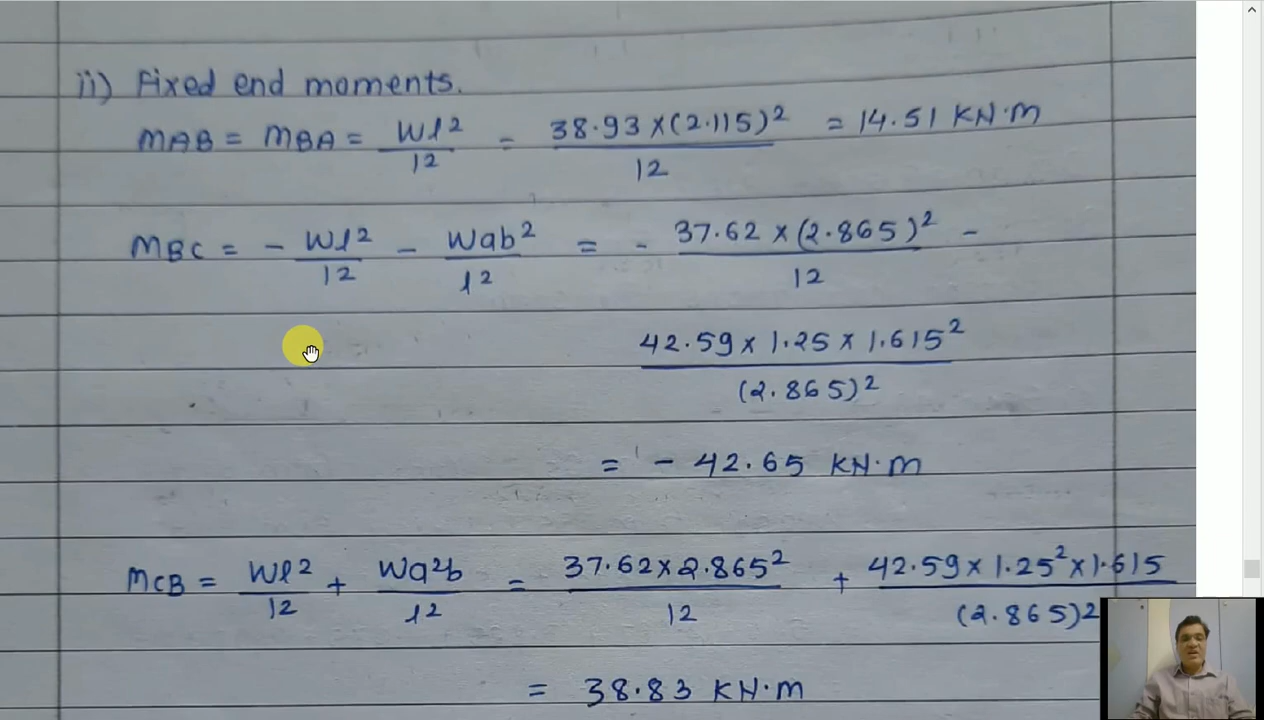 ii) Fixed end moments.
MAB = MBA = Wl²/12 = 38.93 × (2.115)²/12 = 14.51 KN·m
MBC = - Wl²/12 - Wab²/l² = - 37.62 × (2.865)²/12 -
42.59 × 1.25 × 1.615²/(2.865)²
= - 42.65 KN·m
MCB = Wl²/12 + Wa²b/l² = 37.62 × 2.865²/12 + 42.59 × 1.25² × 1.615/(2.865)²
= 38.83 KN·m